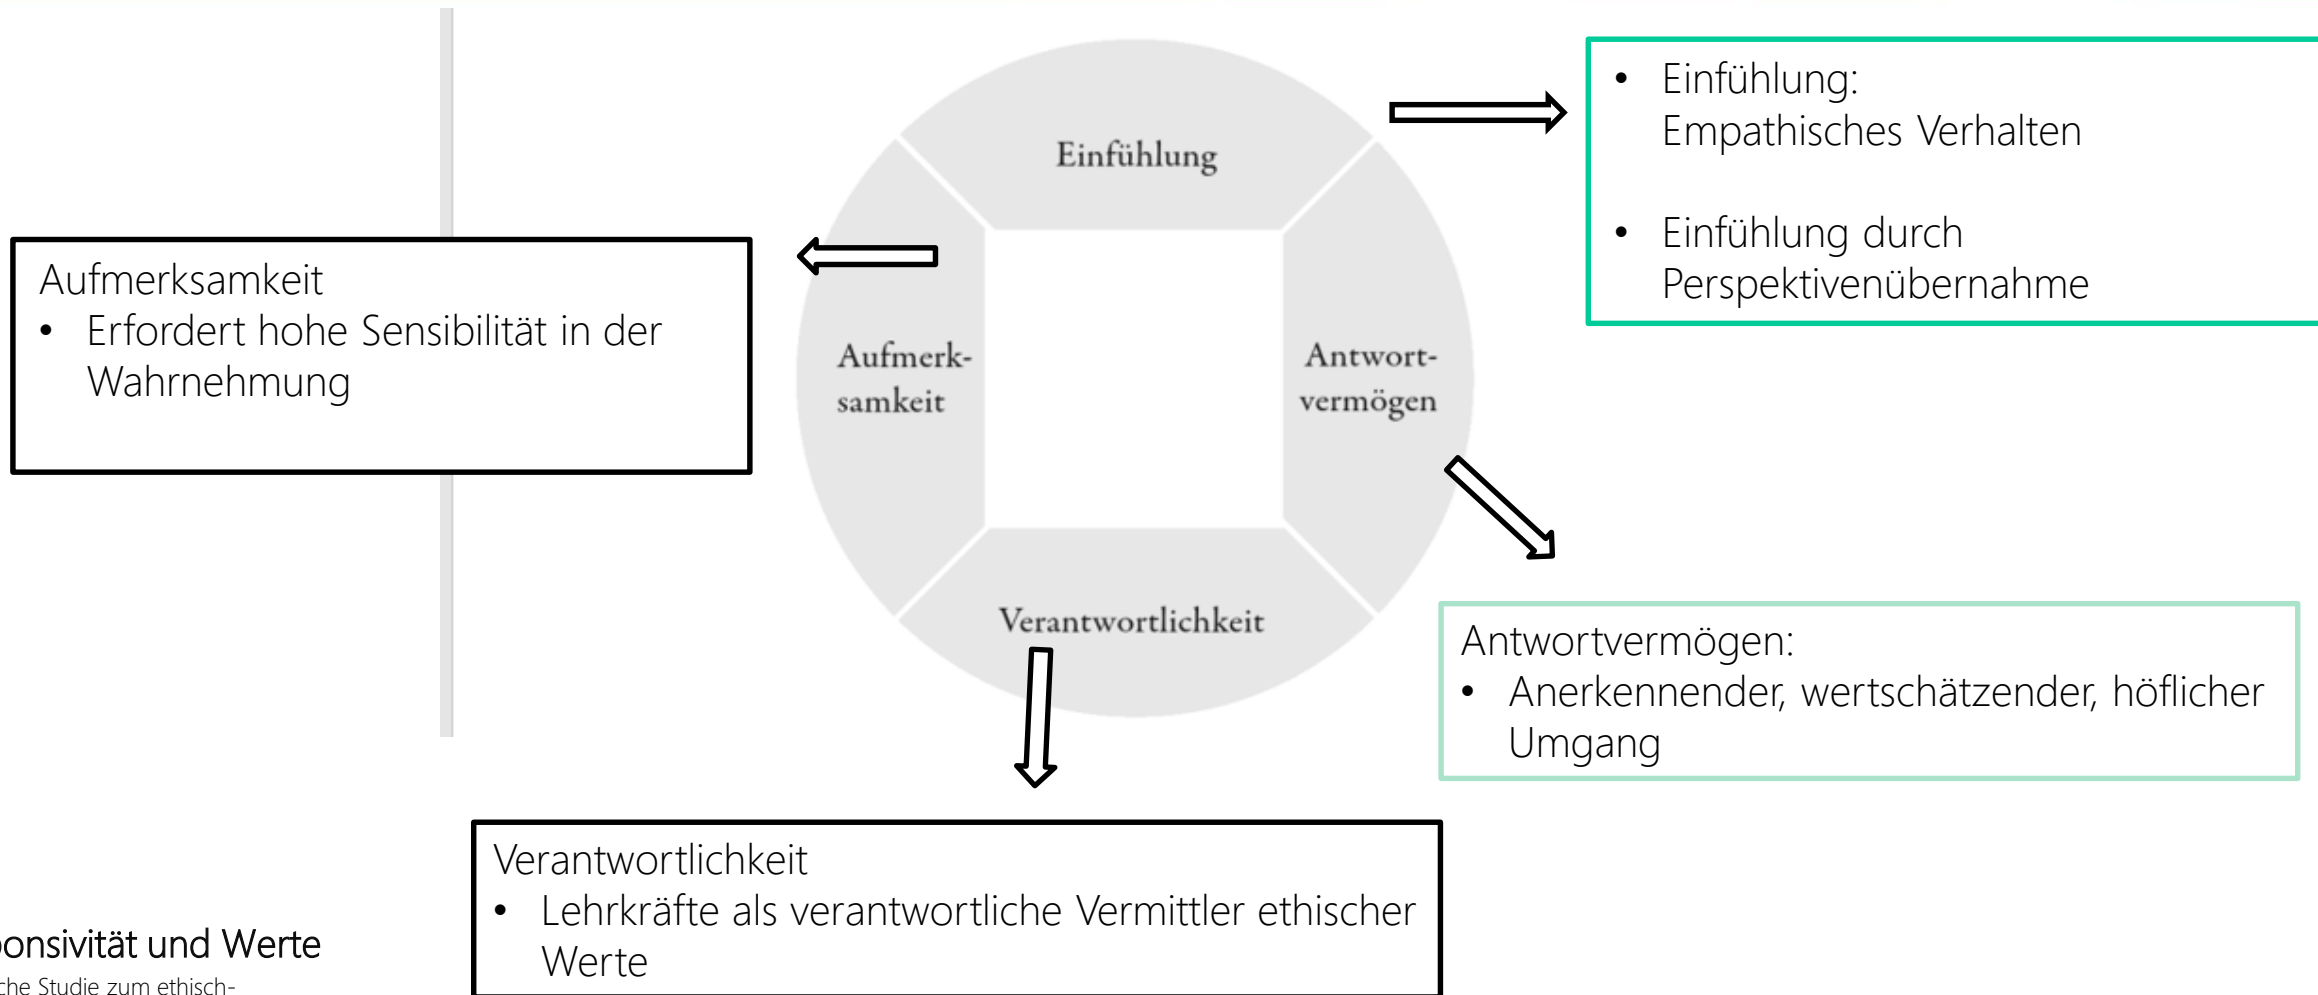 Einfühlung
Aufmerk-
samkeit
Antwort-
vermögen
Verantwortlichkeit
• Einfühlung:
Empathisches Verhalten
• Einfühlung durch
Perspektivenübernahme
Aufmerksamkeit
• Erfordert hohe Sensibilität in der
Wahrnehmung
Antwortvermögen:
• Anerkennender, wertschätzender, höflicher
Umgang
Verantwortlichkeit
• Lehrkräfte als verantwortliche Vermittler ethischer
Werte
onsivität und Werte
che Studie zum ethisch-